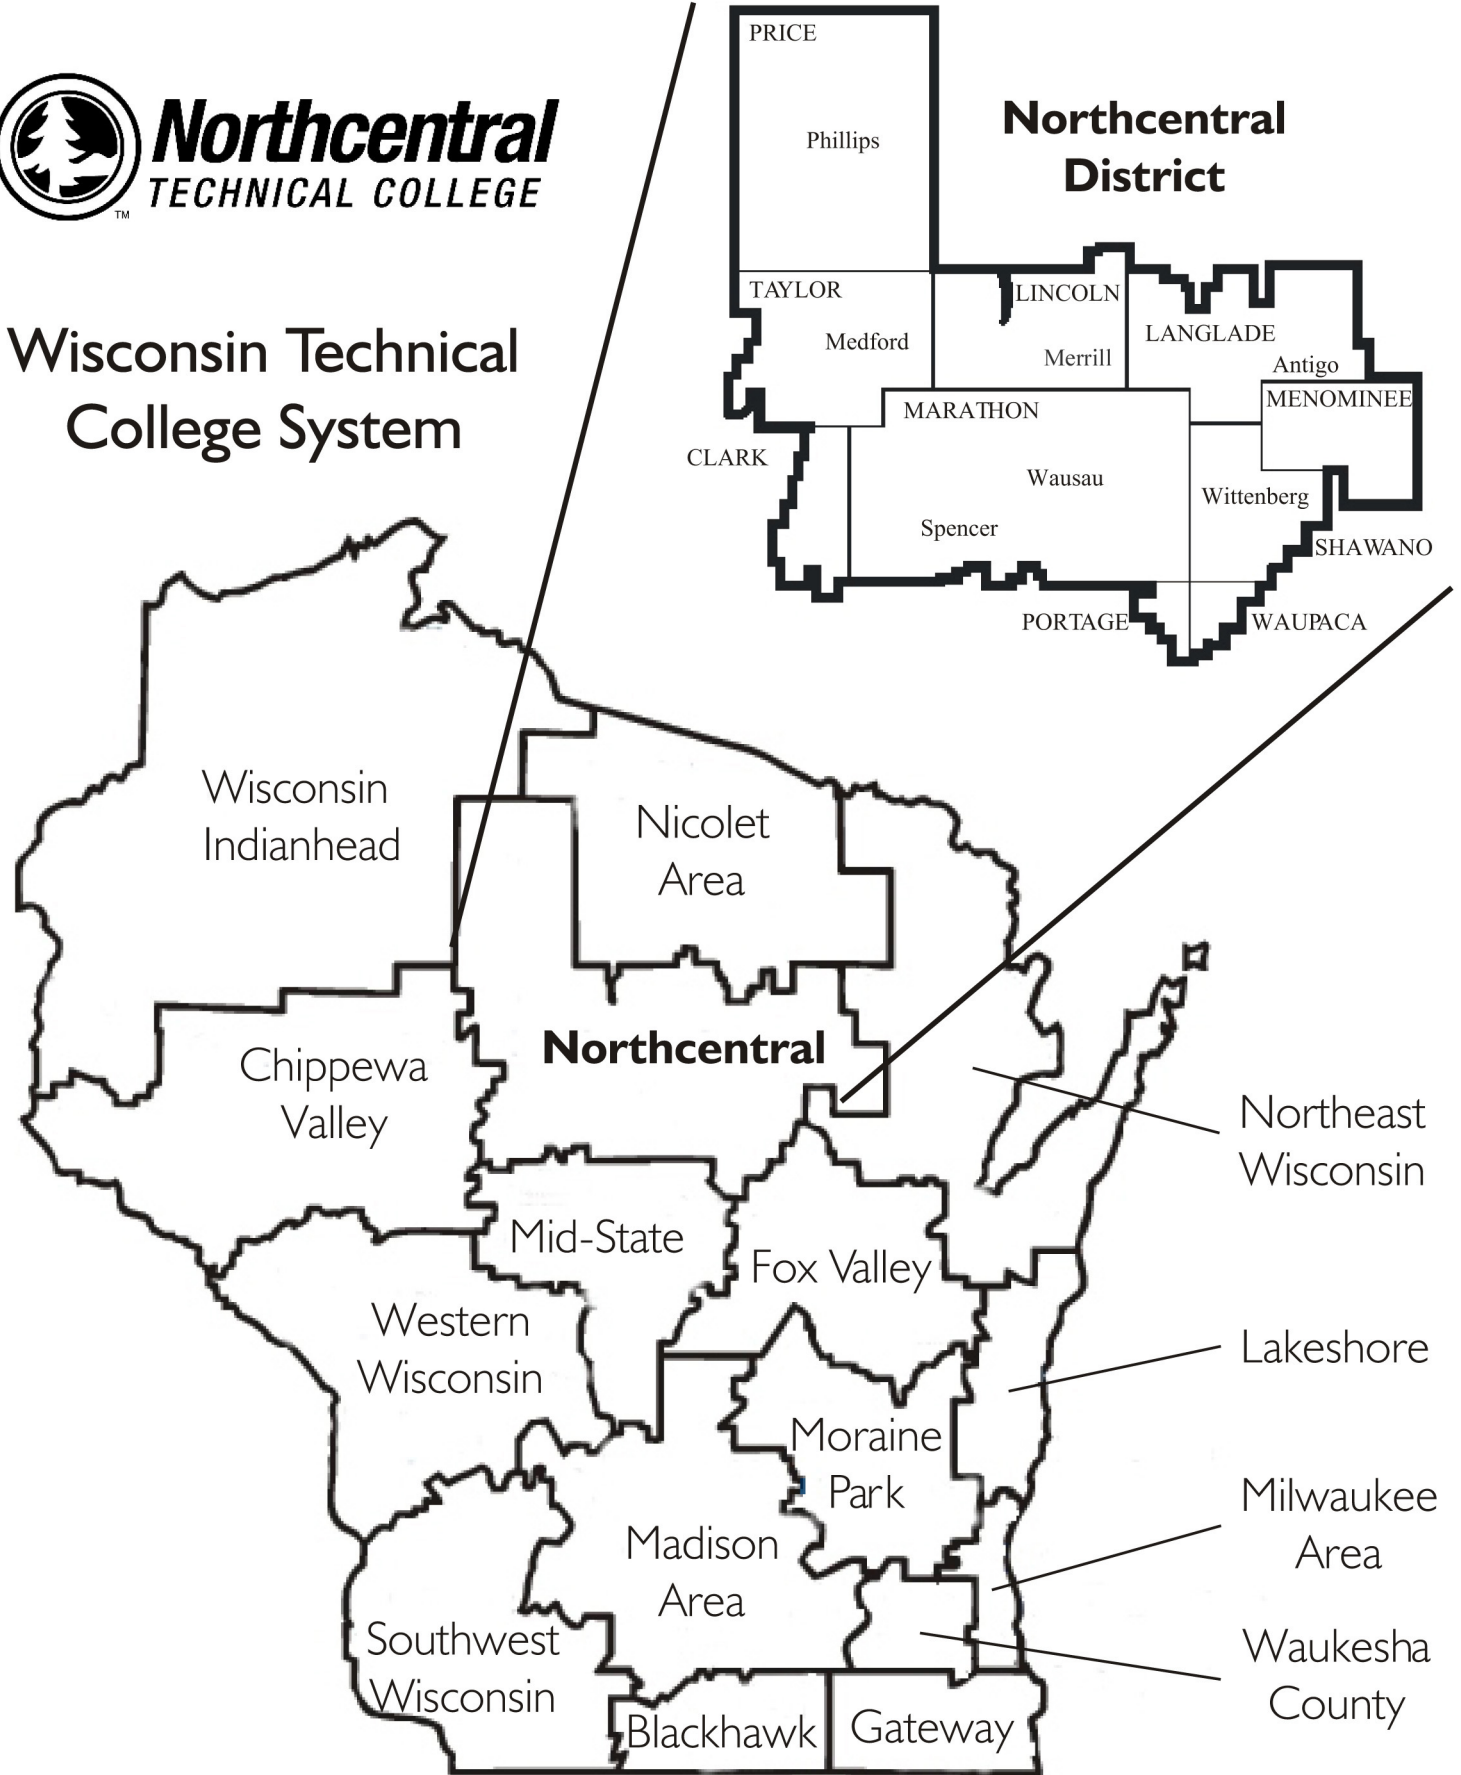 Northcentral
TECHNICAL COLLEGE
TM
Wisconsin Technical
College System
Northcentral
District
PRICE
Phillips
TAYLOR
Medford
LINCOLN
Merrill
LANGLADE
Antigo
MENOMINEE
MARATHON
CLARK
Wausau
Wittenberg
Spencer
SHAWANO
PORTAGE
WAUPACA
Wisconsin
Indianhead
Nicolet
Area
Northcentral
Chippewa
Valley
Northeast
Wisconsin
Mid-State
Fox Valley
Western
Wisconsin
Lakeshore
Moraine
Park
Milwaukee
Area
Madison
Area
Southwest
Wisconsin
Waukesha
County
Blackhawk
Gateway